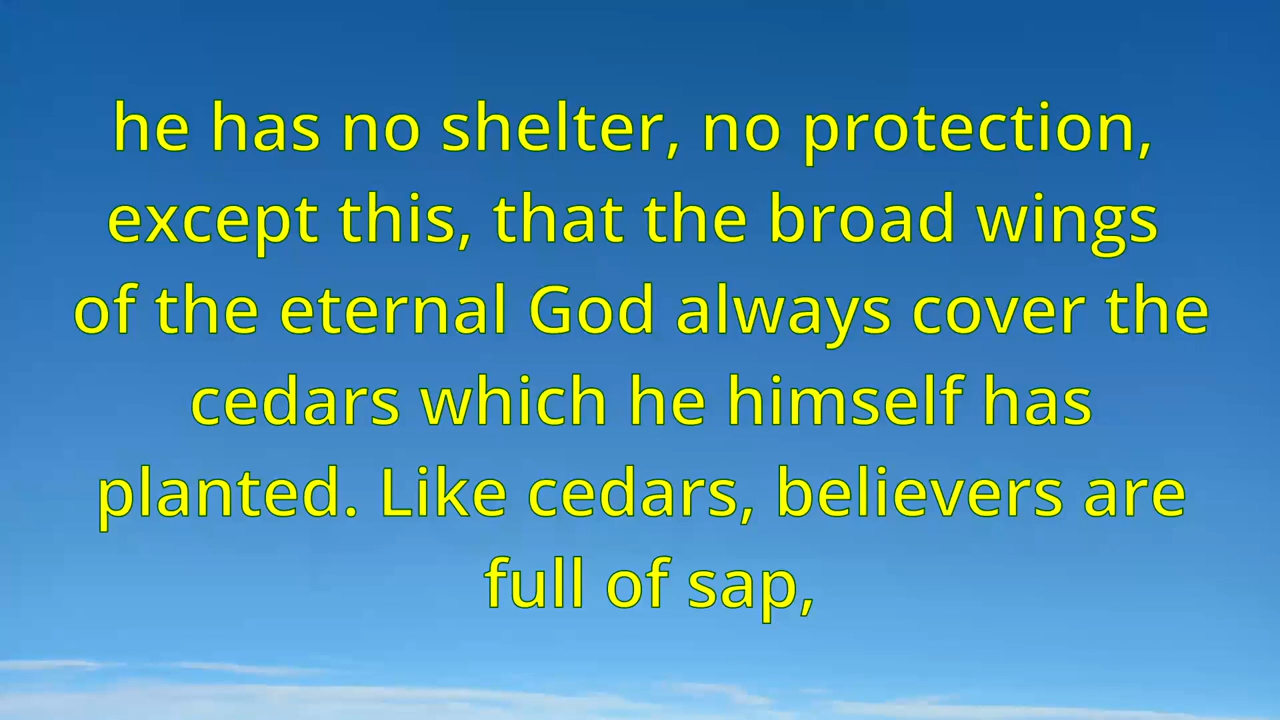 he has no shelter, no protection,
except this, that the broad wings
of the eternal God always cover the
cedars which he himself has
planted. Like cedars, believers are
full of sap,